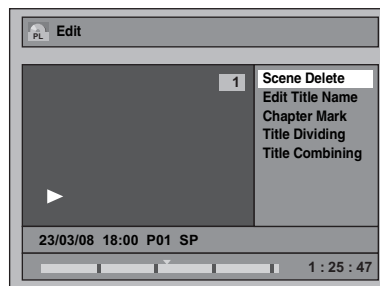 PL Edit
1
Scene Delete
Edit Title Name
Chapter Mark
Title Dividing
Title Combining
23/03/08 18:00 P01 SP
1 : 25 : 47